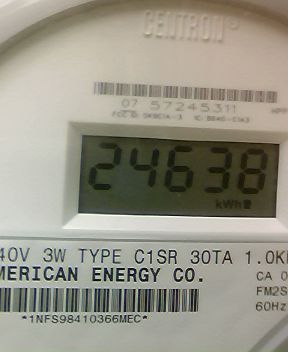 CENTRON®
07 57245311
24638
kWh
40V 3W TYPE C1SR 30TA 1.0K
MERICAN ENERGY CO.
CA 0
FM2S
60Hz
*1NFS98410366MEC*